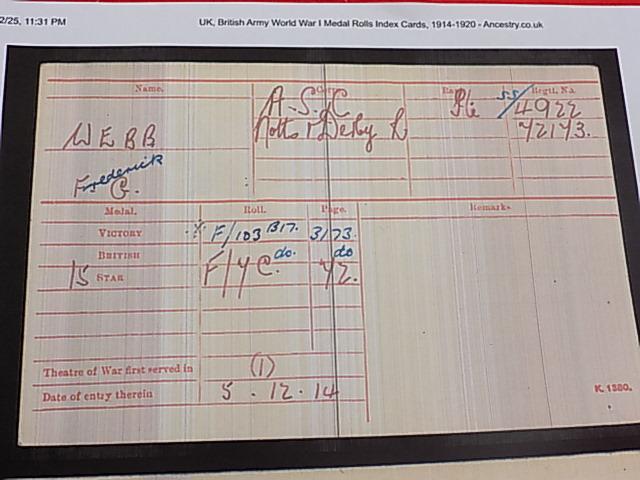 2/25, 11:31 PM UK, British Army World War I Medal Rolls Index Cards, 1914-1920 - Ancestry.co.uk
Name. Corps. Rank. Regtl. No.
A.S.C Pte SS/4922
WEBB Notts & Derby R 72173.
Frederick
G.
Medal. Roll. Page. Remarks.
VICTORY F/103 B17. 3173.
BRITISH do. do
15 STAR 72.
Theatre of War first served in (1)
Date of entry therein 5.12.14
K. 1380.